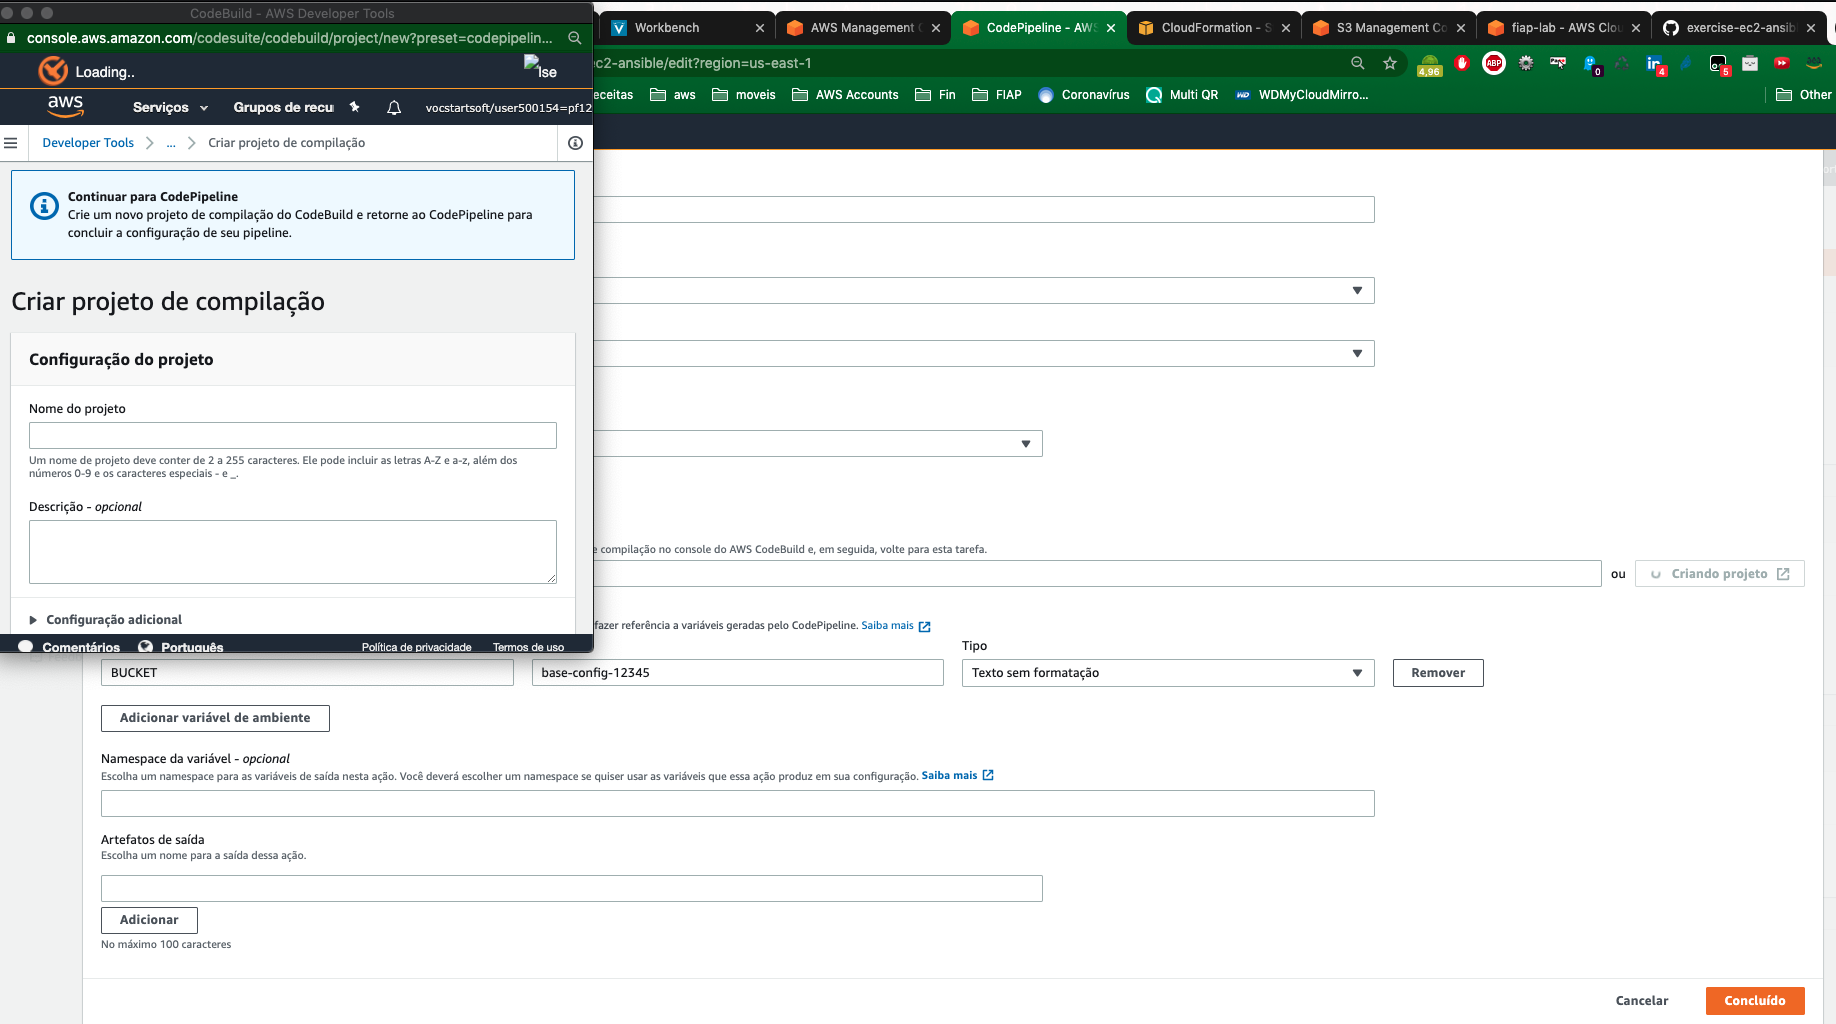 CodeBuild - AWS Developer Tools
console.aws.amazon.com/codesuite/codebuild/project/new?preset=codepipelin...
Loading..
Ise
aws
Serviços
Grupos de recu
vocstartsoft/user500154=pf12
Developer Tools
...
Criar projeto de compilação
Continuar para CodePipeline
Crie um novo projeto de compilação do CodeBuild e retorne ao CodePipeline para
concluir a configuração de seu pipeline.
Criar projeto de compilação
Configuração do projeto
Nome do projeto
Um nome de projeto deve conter de 2 a 255 caracteres. Ele pode incluir as letras A-Z e a-z, além dos
números 0-9 e os caracteres especiais - e _.
Descrição - opcional
Configuração adicional
Comentários
Português
Política de privacidade
Termos de uso
Workbench
AWS Management C
CodePipeline - AWS
CloudFormation - S
S3 Management Co
fiap-lab - AWS Clou
exercise-ec2-ansib
ec2-ansible/edit?region=us-east-1
4,96
ABP
0
4
5
eceitas
aws
moveis
AWS Accounts
Fin
FIAP
Coronavírus
Multi QR
WD
WDMyCloudMirro...
Other
e compilação no console do AWS CodeBuild e, em seguida, volte para esta tarefa.
ou
Criando projeto
fazer referência a variáveis geradas pelo CodePipeline. Saiba mais
Tipo
BUCKET
base-config-12345
Texto sem formatação
Remover
Adicionar variável de ambiente
Namespace da variável - opcional
Escolha um namespace para as variáveis de saída nesta ação. Você deverá escolher um namespace se quiser usar as variáveis que essa ação produz em sua configuração. Saiba mais
Artefatos de saída
Escolha um nome para a saída dessa ação.
Adicionar
No máximo 100 caracteres
Cancelar
Concluído